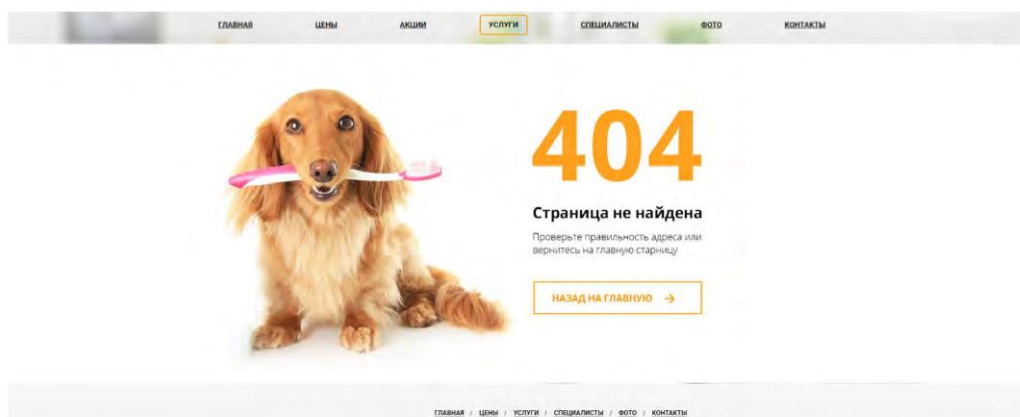 ГЛАВНАЯ ЦЕНЫ АКЦИИ УСЛУГИ СПЕЦИАЛИСТЫ ФОТО КОНТАКТЫ
404
Страница не найдена
Проверьте правильность адреса или
вернитесь на главную старницу
НАЗАД НА ГЛАВНУЮ →
ГЛАВНАЯ / ЦЕНЫ / УСЛУГИ / СПЕЦИАЛИСТЫ / ФОТО / КОНТАКТЫ